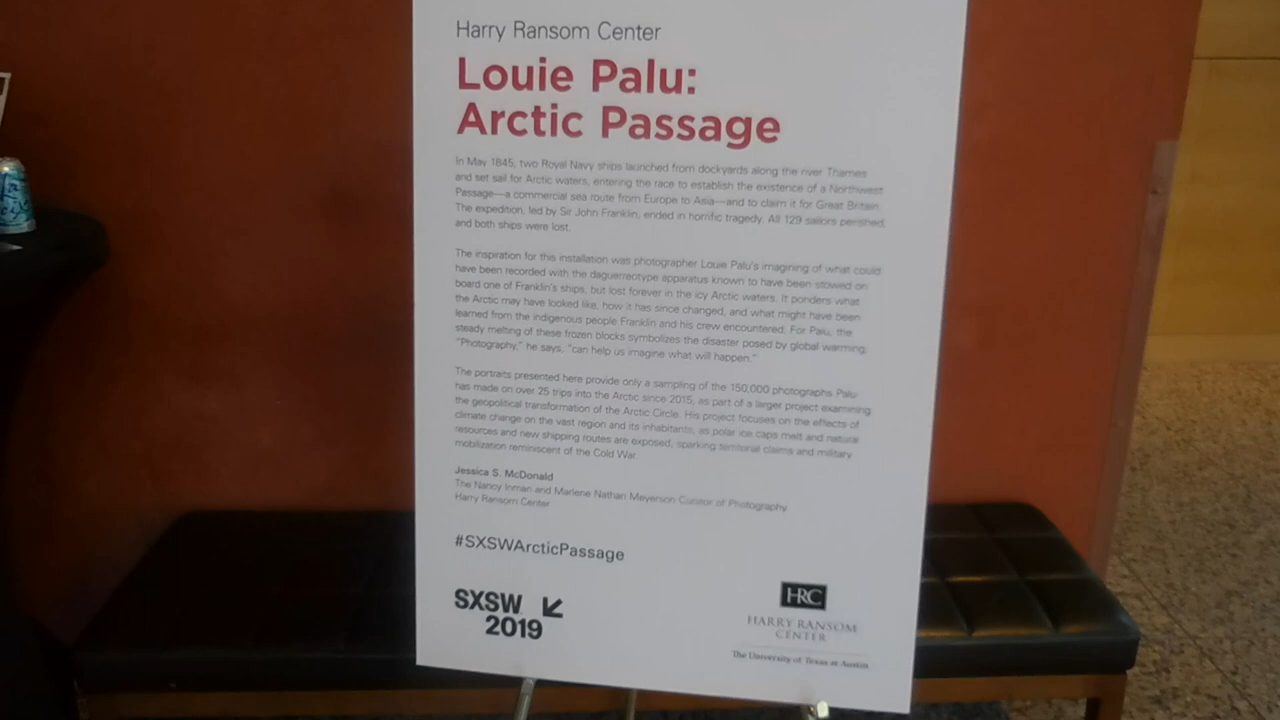 Harry Ransom Center
Louie Palu:
Arctic Passage
In May 1845, two Royal Navy ships launched from dockyards along the river Thames
and set sail for Arctic waters, entering the race to establish the existence of a Northwest
Passage—a commercial sea route from Europe to Asia—and to claim it for Great Britain.
The expedition, led by Sir John Franklin, ended in horrific tragedy. All 129 sailors perished,
and both ships were lost.
The inspiration for this installation was photographer Louie Palu's imagining of what could
have been recorded with the daguerreotype apparatus known to have been stowed on
board one of Franklin's ships, but lost forever in the icy Arctic waters. It ponders what
the Arctic may have looked like, how it has since changed, and what might have been
learned from the indigenous people Franklin and his crew encountered. For Palu, the
steady melting of these frozen blocks symbolizes the disaster posed by global warming.
"Photography," he says, "can help us imagine what will happen."
The portraits presented here provide only a sampling of the 150,000 photographs Palu
has made on over 25 trips into the Arctic since 2015, as part of a larger project examining
the geopolitical transformation of the Arctic Circle. His project focuses on the effects of
climate change on the vast region and its inhabitants, as polar ice caps melt and natural
resources and new shipping routes are exposed, sparking territorial claims and military
mobilization reminiscent of the Cold War.
Jessica S. McDonald
The Nancy Inman and Marlene Nathan Meyerson Curator of Photography
Harry Ransom Center
#SXSWArcticPassage
SXSW
2019
HRC
HARRY RANSOM
CENTER
The University of Texas at Austin